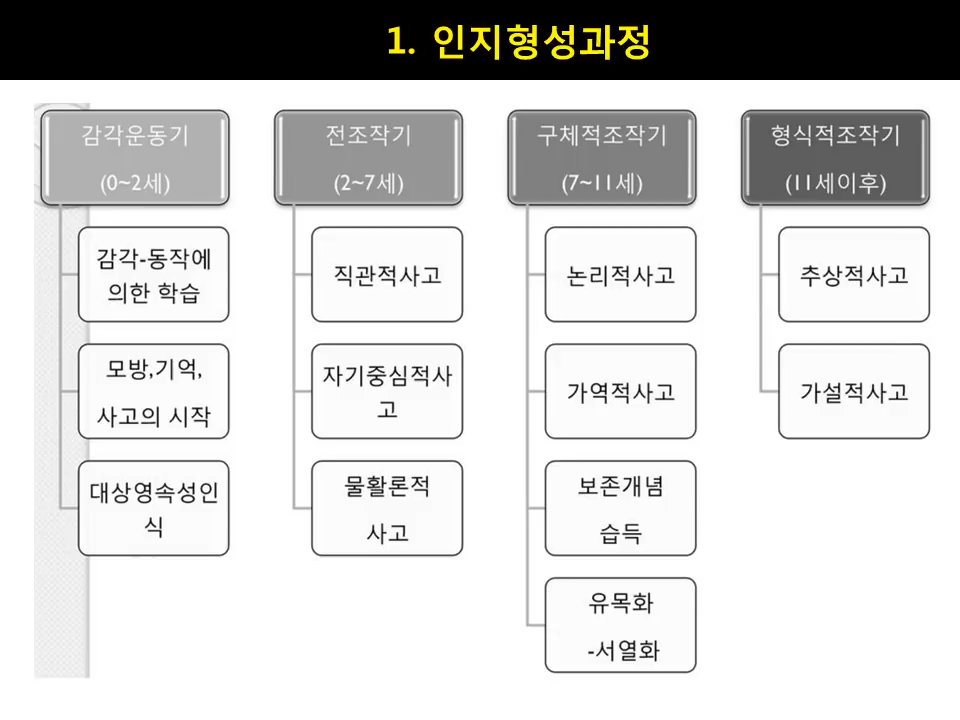 1. 인지형성과정
감각운동기
(0~2세)
감각-동작에
의한 학습
모방,기억,
사고의 시작
대상영속성인
식
전조작기
(2~7세)
직관적사고
자기중심적사
고
물활론적
사고
구체적조작기
(7~11세)
논리적사고
가역적사고
보존개념
습득
유목화
-서열화
형식적조작기
(11세이후)
추상적사고
가설적사고